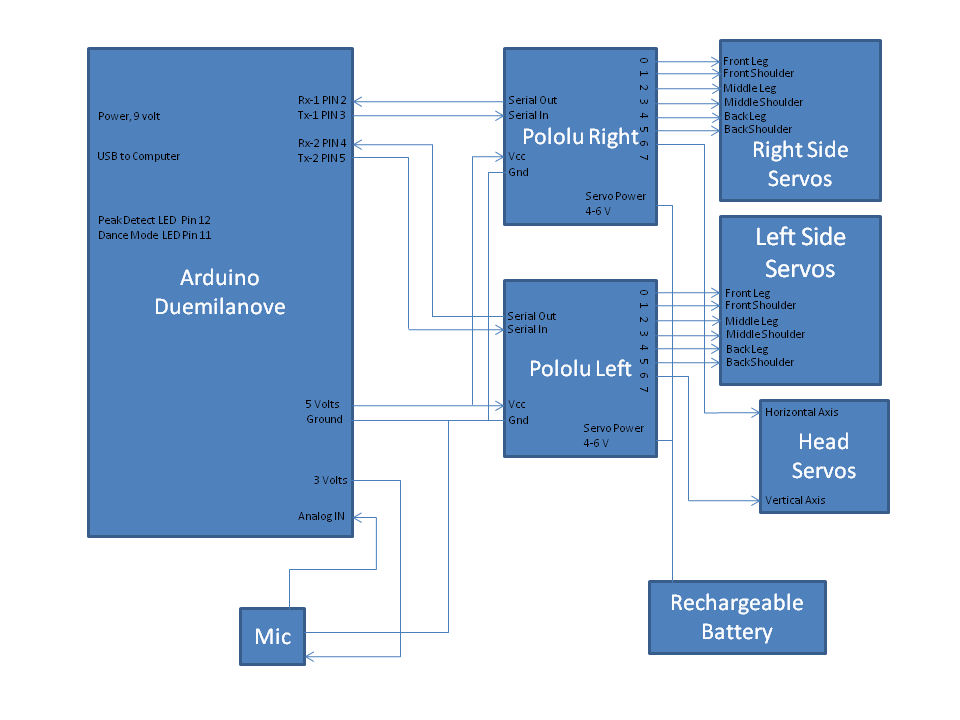 Power, 9 volt
USB to Computer
Peak Detect LED Pin 12
Dance Mode LED Pin 11
Arduino
Duemilanove
Rx-1 PIN 2
Tx-1 PIN 3
Rx-2 PIN 4
Tx-2 PIN 5
5 Volts
Ground
3 Volts
Analog IN
Mic
Serial Out
Serial In
Pololu Right
Vcc
Gnd
Servo Power
4-6 V
0
1
2
3
4
5
6
7
Serial Out
Serial In
Pololu Left
Vcc
Gnd
Servo Power
4-6 V
0
1
2
3
4
5
6
7
Front Leg
Front Shoulder
Middle Leg
Middle Shoulder
Back Leg
Back Shoulder
Right Side
Servos
Left Side
Servos
Front Leg
Front Shoulder
Middle Leg
Middle Shoulder
Back Leg
Back Shoulder
Horizontal Axis
Head
Servos
Vertical Axis
Rechargeable
Battery